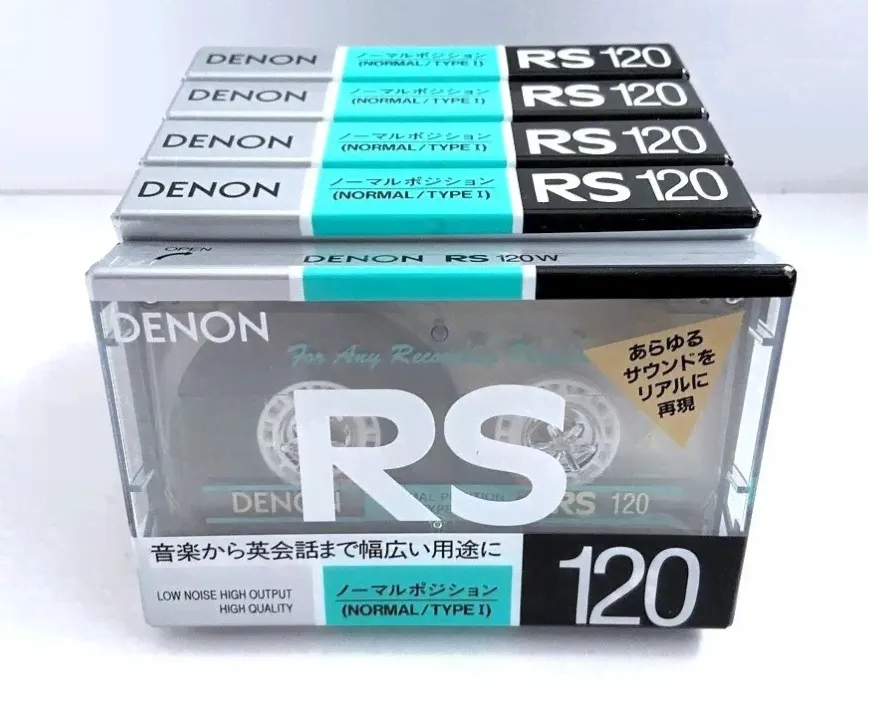 DENON ノーマルポジション RS 120
(NORMAL/TYPE I)
DENON ノーマルポジション RS 120
(NORMAL/TYPE I)
DENON ノーマルポジション RS 120
(NORMAL/TYPE I)
DENON ノーマルポジション RS 120
(NORMAL/TYPE I)
OPEN
DENON RS 120W
DENON
For Any
あらゆる
サウンドを
リアルに
再現
RS
DENON RS 120
音楽から英会話まで幅広い用途に
LOW NOISE HIGH OUTPUT
HIGH QUALITY
ノーマルポジション
(NORMAL/TYPE I)
120